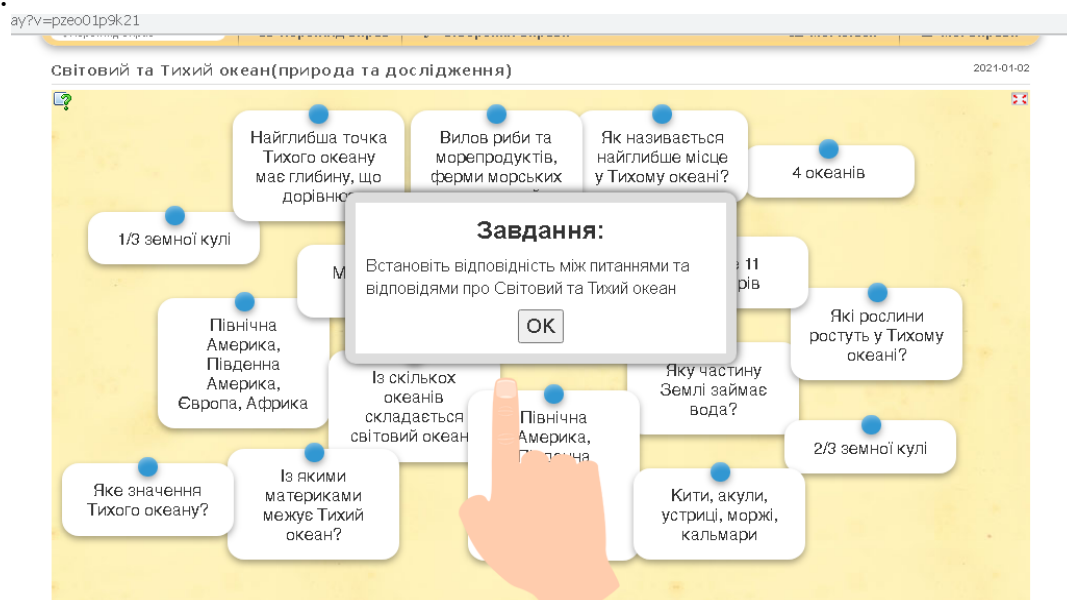 ay?v=pzeo01p9k21
Світовий та Тихий океан(природа та дослідження)
2021-01-02
Найглибша точка
Тихого океану
має глибину, що
Вилов риби та
морепродуктів,
ферми морських
Як називається
найглибше місце
у Тихому океані?
4 океанів
1/3 земної кулі
Завдання:
Встановіть відповідність між питаннями та
відповідями про Світовий та Тихий океан
OK
11
Які рослини
ростуть у Тихому
океані?
Північна
Америка,
Південна
Америка,
Європа, Африка
Із скількох
океанів
складається
світовий океан
Яку частину
Землі займає
вода?
Північна
Америка,
2/3 земної кулі
Яке значення
Тихого океану?
Із якими
материками
межує Тихий
океан?
Кити, акули,
устриці, моржі,
кальмари